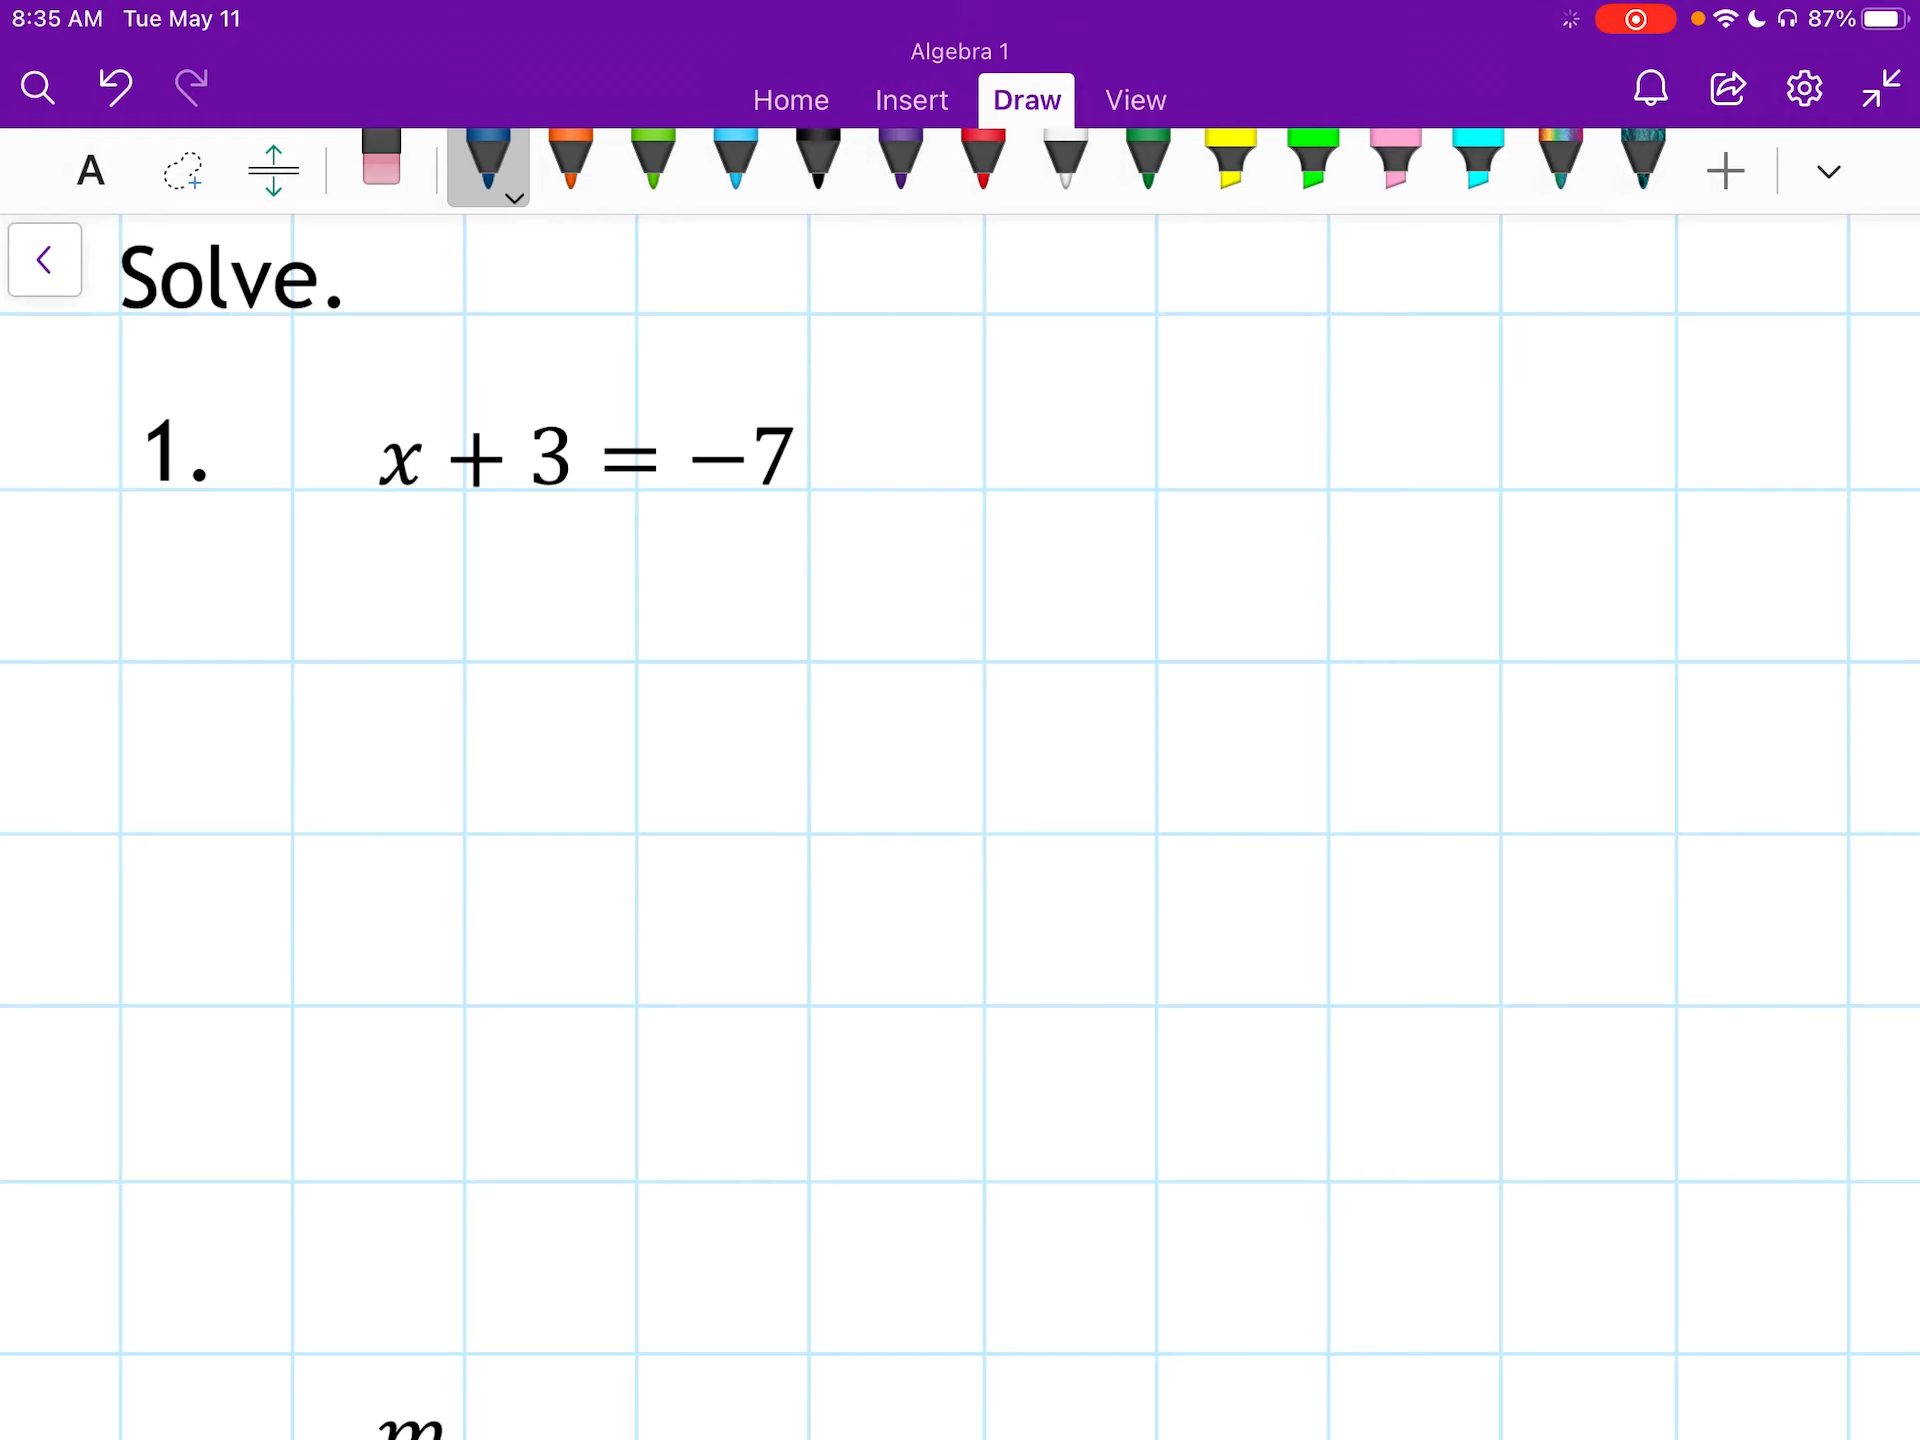 8:35 AM Tue May 11
87%
Algebra 1
Home Insert Draw View
A
Solve.
1. x + 3 = −7
m